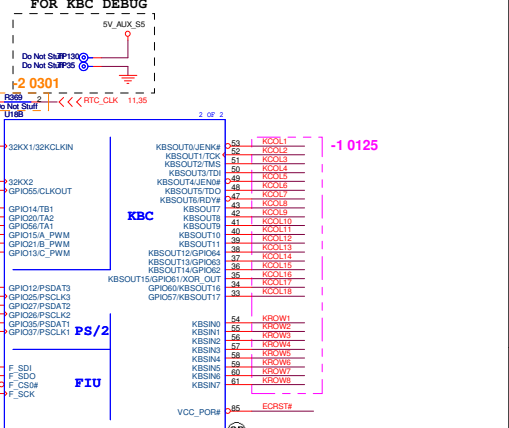 FOR KBC DEBUG
5V_AUX_S5
Do Not Stuff TP130
Do Not Stuff TP35
-2 0301
R369
2
RTC_CLK 11,35
Do Not Stuff
U18B
2 OF 2
32KX1/32KCLKIN
KBSOUT0/JENK# 53 KCOL1
-1 0125
KBSOUT1/TCK 52 KCOL2
KBSOUT2/TMS 51 KCOL3
KBSOUT3/TDI 50 KCOL4
32KX2
KBSOUT4/JEN0# 49 KCOL5
GPIO55/CLKOUT
KBSOUT5/TDO 48 KCOL6
KBSOUT6/RDY# 47 KCOL7
GPIO14/TB1
KBSOUT7 43 KCOL8
GPIO20/TA2
KBC
KBSOUT8 42 KCOL9
GPIO56/TA1
KBSOUT9 41 KCOL10
GPIO15/A_PWM
KBSOUT10 40 KCOL11
GPIO21/B_PWM
KBSOUT11 39 KCOL12
GPIO13/C_PWM
KBSOUT12/GPIO64 38 KCOL13
KBSOUT13/GPIO63 37 KCOL14
KBSOUT14/GPIO62 36 KCOL15
KBSOUT15/GPIO61/XOR_OUT 35 KCOL16
GPIO12/PSDAT3
GPIO60/KBSOUT16 34 KCOL17
GPIO25/PSCLK3
GPIO57/KBSOUT17 33 KCOL18
GPIO27/PSDAT2
GPIO26/PSCLK2
GPIO35/PSDAT1
KBSIN0 54 KROW1
GPIO37/PSCLK1
PS/2
KBSIN1 55 KROW2
KBSIN2 56 KROW3
KBSIN3 57 KROW4
KBSIN4 58 KROW5
F_SDI
KBSIN5 59 KROW6
F_SDO
KBSIN6 60 KROW7
F_CS0#
FIU
KBSIN7 61 KROW8
F_SCK
VCC_POR# 85 ECRST#